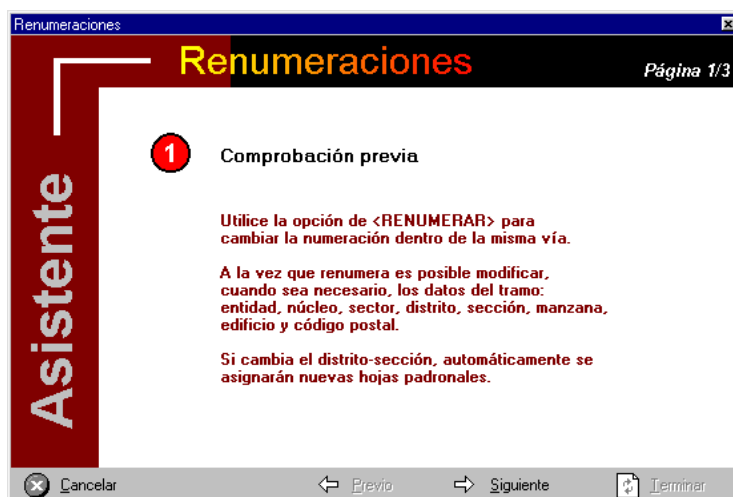 Renumeraciones
Renumeraciones
Página 1/3
Asistente
1
Comprobación previa
Utilice la opción de <RENUMERAR> para
cambiar la numeración dentro de la misma vía.
A la vez que renumera es posible modificar,
cuando sea necesario, los datos del tramo:
entidad, núcleo, sector, distrito, sección, manzana,
edificio y código postal.
Si cambia el distrito-sección, automáticamente se
asignarán nuevas hojas padronales.
Cancelar
Previo
Siguiente
Terminar